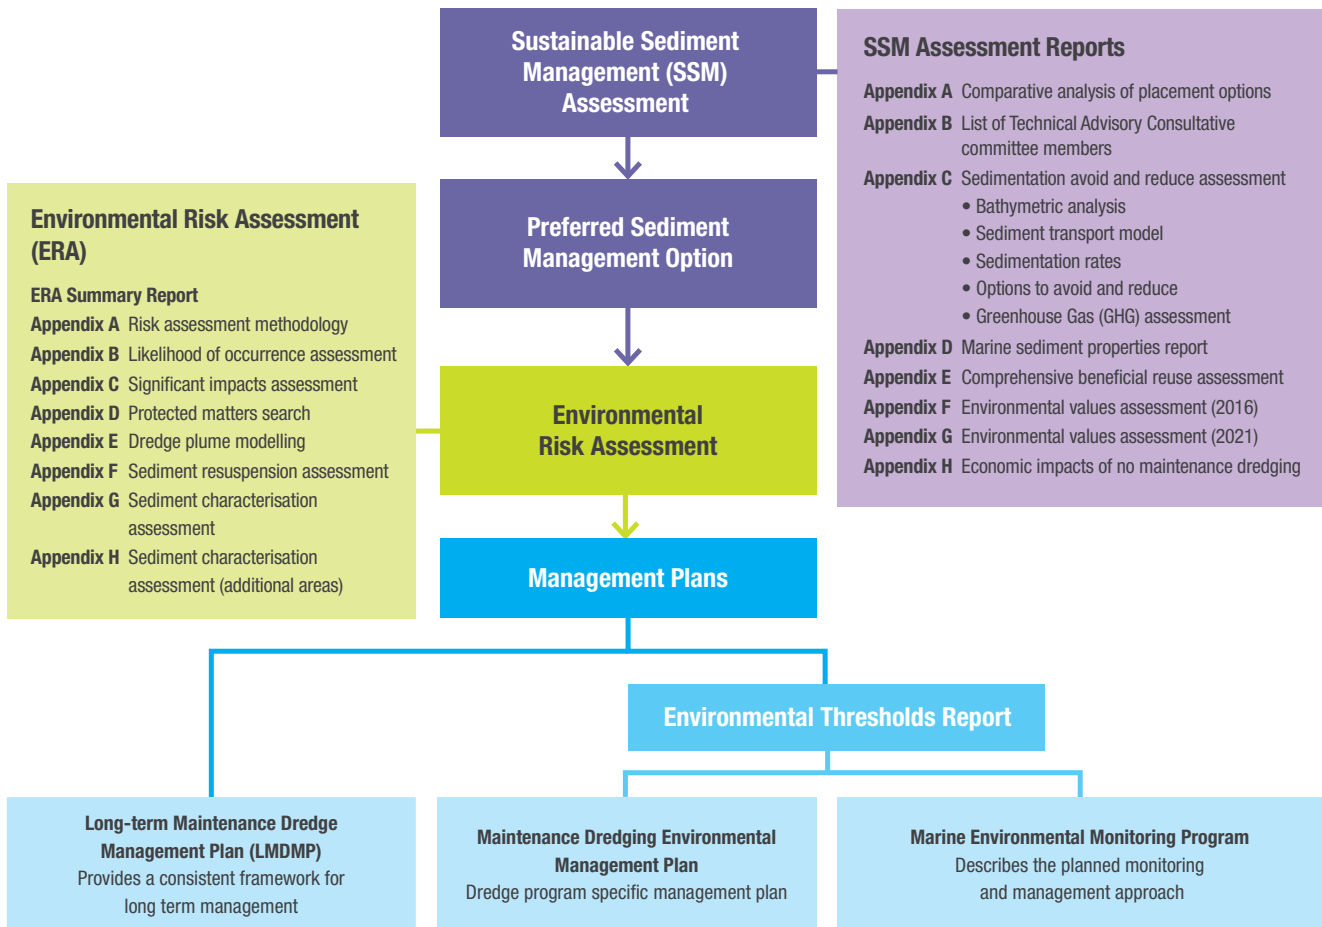 Sustainable Sediment
Management (SSM)
Assessment
SSM Assessment Reports
Appendix A Comparative analysis of placement options
Appendix B List of Technical Advisory Consultative
committee members
Appendix C Sedimentation avoid and reduce assessment
• Bathymetric analysis
• Sediment transport model
• Sedimentation rates
• Options to avoid and reduce
• Greenhouse Gas (GHG) assessment
Appendix D Marine sediment properties report
Appendix E Comprehensive beneficial reuse assessment
Appendix F Environmental values assessment (2016)
Appendix G Environmental values assessment (2021)
Appendix H Economic impacts of no maintenance dredging
Preferred Sediment
Management Option
Environmental Risk Assessment
(ERA)
ERA Summary Report
Appendix A Risk assessment methodology
Appendix B Likelihood of occurrence assessment
Appendix C Significant impacts assessment
Appendix D Protected matters search
Appendix E Dredge plume modelling
Appendix F Sediment resuspension assessment
Appendix G Sediment characterisation
assessment
Appendix H Sediment characterisation
assessment (additional areas)
Environmental
Risk Assessment
Management Plans
Environmental Thresholds Report
Long-term Maintenance Dredge
Management Plan (LMDMP)
Provides a consistent framework for
long term management
Maintenance Dredging Environmental
Management Plan
Dredge program specific management plan
Marine Environmental Monitoring Program
Describes the planned monitoring
and management approach